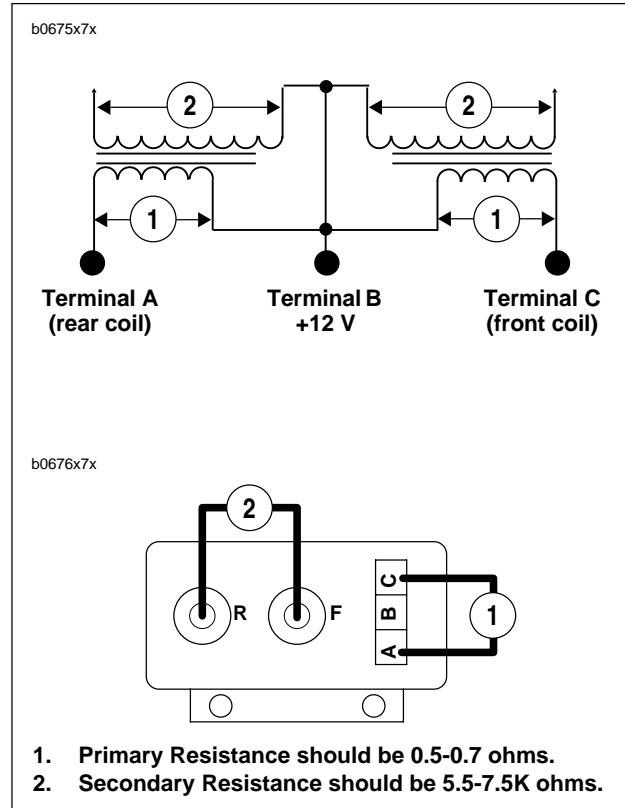 b0675x7x
2 2
1 1
Terminal A Terminal B Terminal C
(rear coil) +12 V (front coil)
b0676x7x
2
R F C
B
A
1
1. Primary Resistance should be 0.5-0.7 ohms.
2. Secondary Resistance should be 5.5-7.5K ohms.